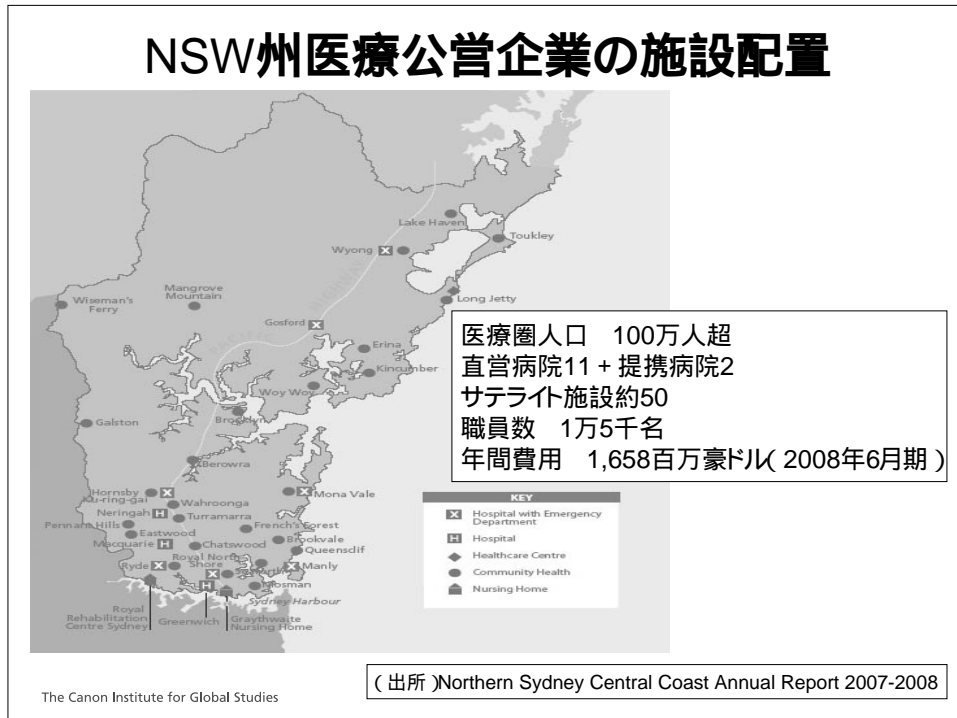 NSW州医療公営企業の施設配置
Lake Haven
Toukley
Wyong
Long Jetty
Wiseman's
Ferry
Mangrove
Mountain
Gosford
Erina
Kincumber
Woy Woy
Brooklyn
Galston
Berowra
Hornsby
Ku-ring-gai
Mona Vale
Wahroonga
Neringah
Turramarra
Pennant Hills
French's Forest
Eastwood
Brookvale
Macquarie
Chatswood
Queensclif
Royal North
Shore
Ryde
Manly
Mosman
Sydney Harbour
Royal
Rehabilitation
Centre Sydney
Greenwich
Graythwaite
Nursing Home
医療圏人口 100万人超
直営病院11 + 提携病院2
サテライト施設約50
職員数 1万5千名
年間費用 1,658百万豪ドル( 2008年6月期 )
KEY
Hospital with Emergency
Department
Hospital
Healthcare Centre
Community Health
Nursing Home
( 出所 )Northern Sydney Central Coast Annual Report 2007-2008
The Canon Institute for Global Studies